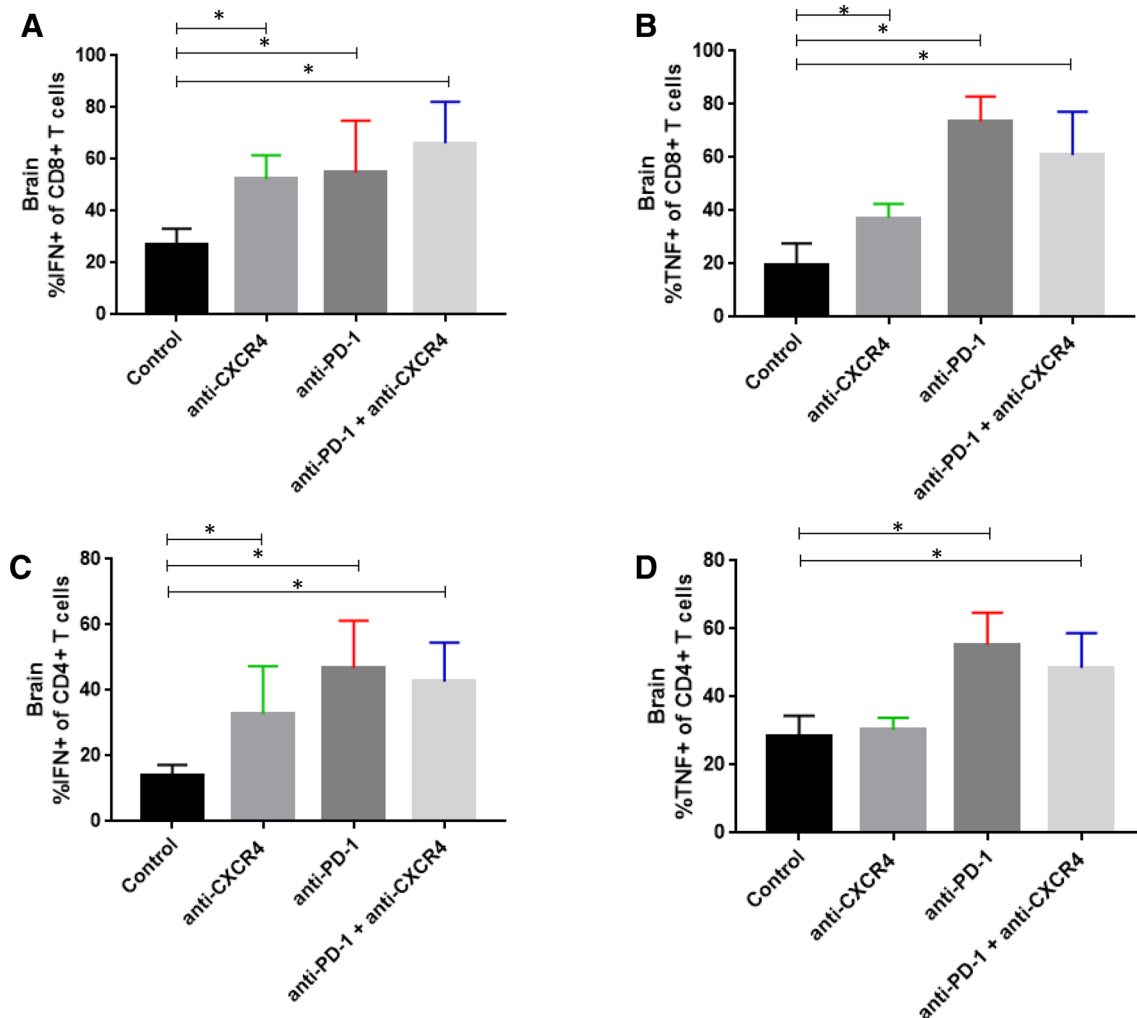 A
*
*
*
Brain
%IFN+ of CD8+ T cells
100
80
60
40
20
0
Control
anti-CXCR4
anti-PD-1
anti-PD-1 + anti-CXCR4
B
*
*
*
Brain
%TNF+ of CD8+ T cells
100
80
60
40
20
0
Control
anti-CXCR4
anti-PD-1
anti-PD-1 + anti-CXCR4
C
*
*
*
Brain
%IFN+ of CD4+ T cells
80
60
40
20
0
Control
anti-CXCR4
anti-PD-1
anti-PD-1 + anti-CXCR4
D
*
*
Brain
%TNF+ of CD4+ T cells
80
60
40
20
0
Control
anti-CXCR4
anti-PD-1
anti-PD-1 + anti-CXCR4